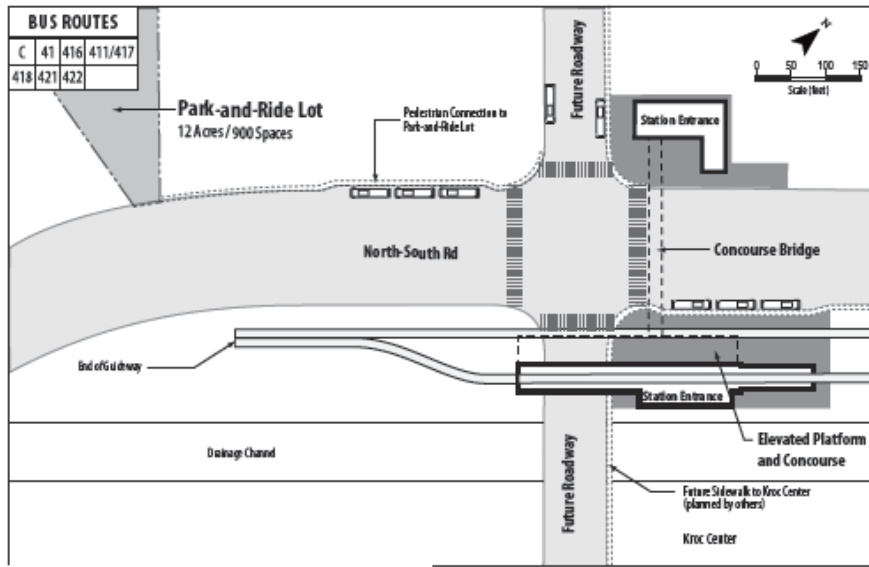 BUS ROUTES
C 41 416 411/417
418 421 422
Park-and-Ride Lot
12 Acres / 900 Spaces
Pedestrian Connection to
Park-and-Ride Lot
Future Roadway
Station Entrance
N
0 50 100 150
Scale (feet)
North-South Rd
Concourse Bridge
End of Guideway
Station Entrance
Elevated Platform
and Concourse
Drainage Channel
Future Roadway
Future Sidewalk to Kroc Center
(planned by others)
Kroc Center